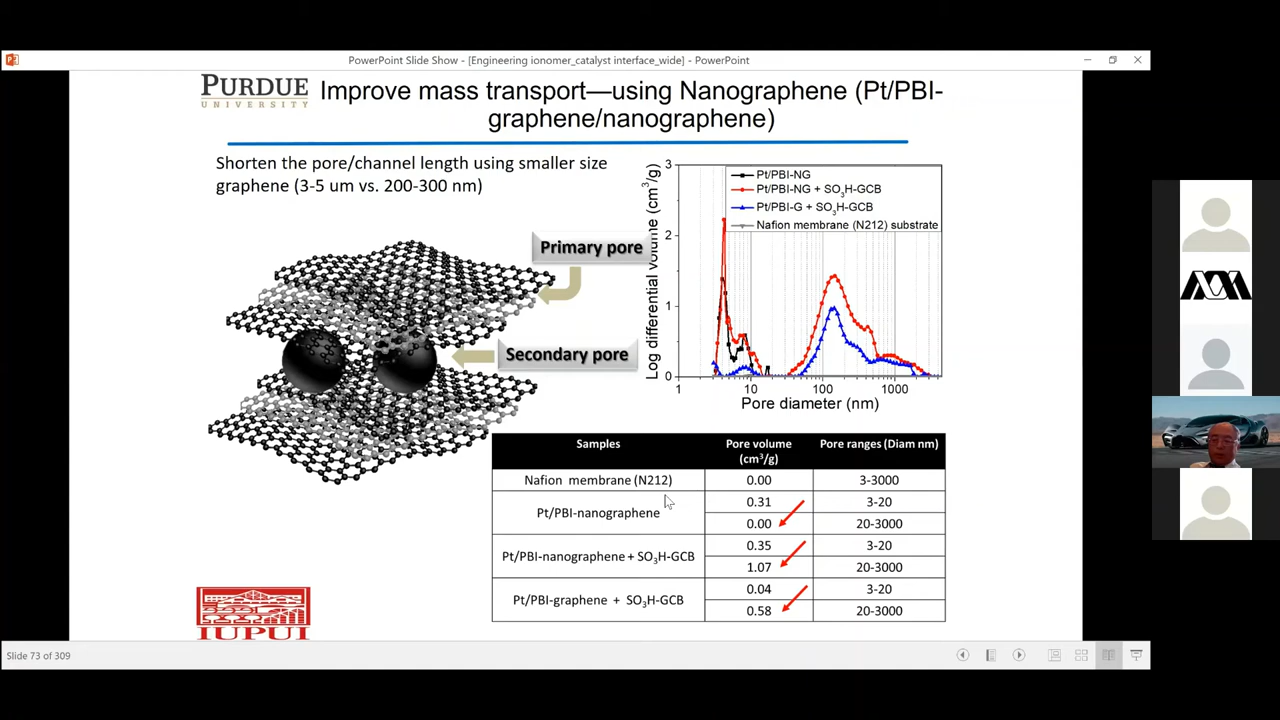 PowerPoint Slide Show - [Engineering ionomer_catalyst interface_wide] - PowerPoint
PURDUE
UNIVERSITY
Improve mass transport—using Nanographene (Pt/PBI-
graphene/nanographene)
Shorten the pore/channel length using smaller size
graphene (3-5 um vs. 200-300 nm)
Primary pore
Secondary pore
Log differential volume (cm³/g)
3
2
1
0
Pt/PBI-NG
Pt/PBI-NG + SO₃H-GCB
Pt/PBI-G + SO₃H-GCB
Nafion membrane (N212) substrate
1 10 100 1000
Pore diameter (nm)
Samples Pore volume (cm³/g) Pore ranges (Diam nm)
Nafion membrane (N212) 0.00 3-3000
Pt/PBI-nanographene 0.31 3-20
0.00 20-3000
Pt/PBI-nanographene + SO₃H-GCB 0.35 3-20
1.07 20-3000
Pt/PBI-graphene + SO₃H-GCB 0.04 3-20
0.58 20-3000
IUPUI
Slide 73 of 309